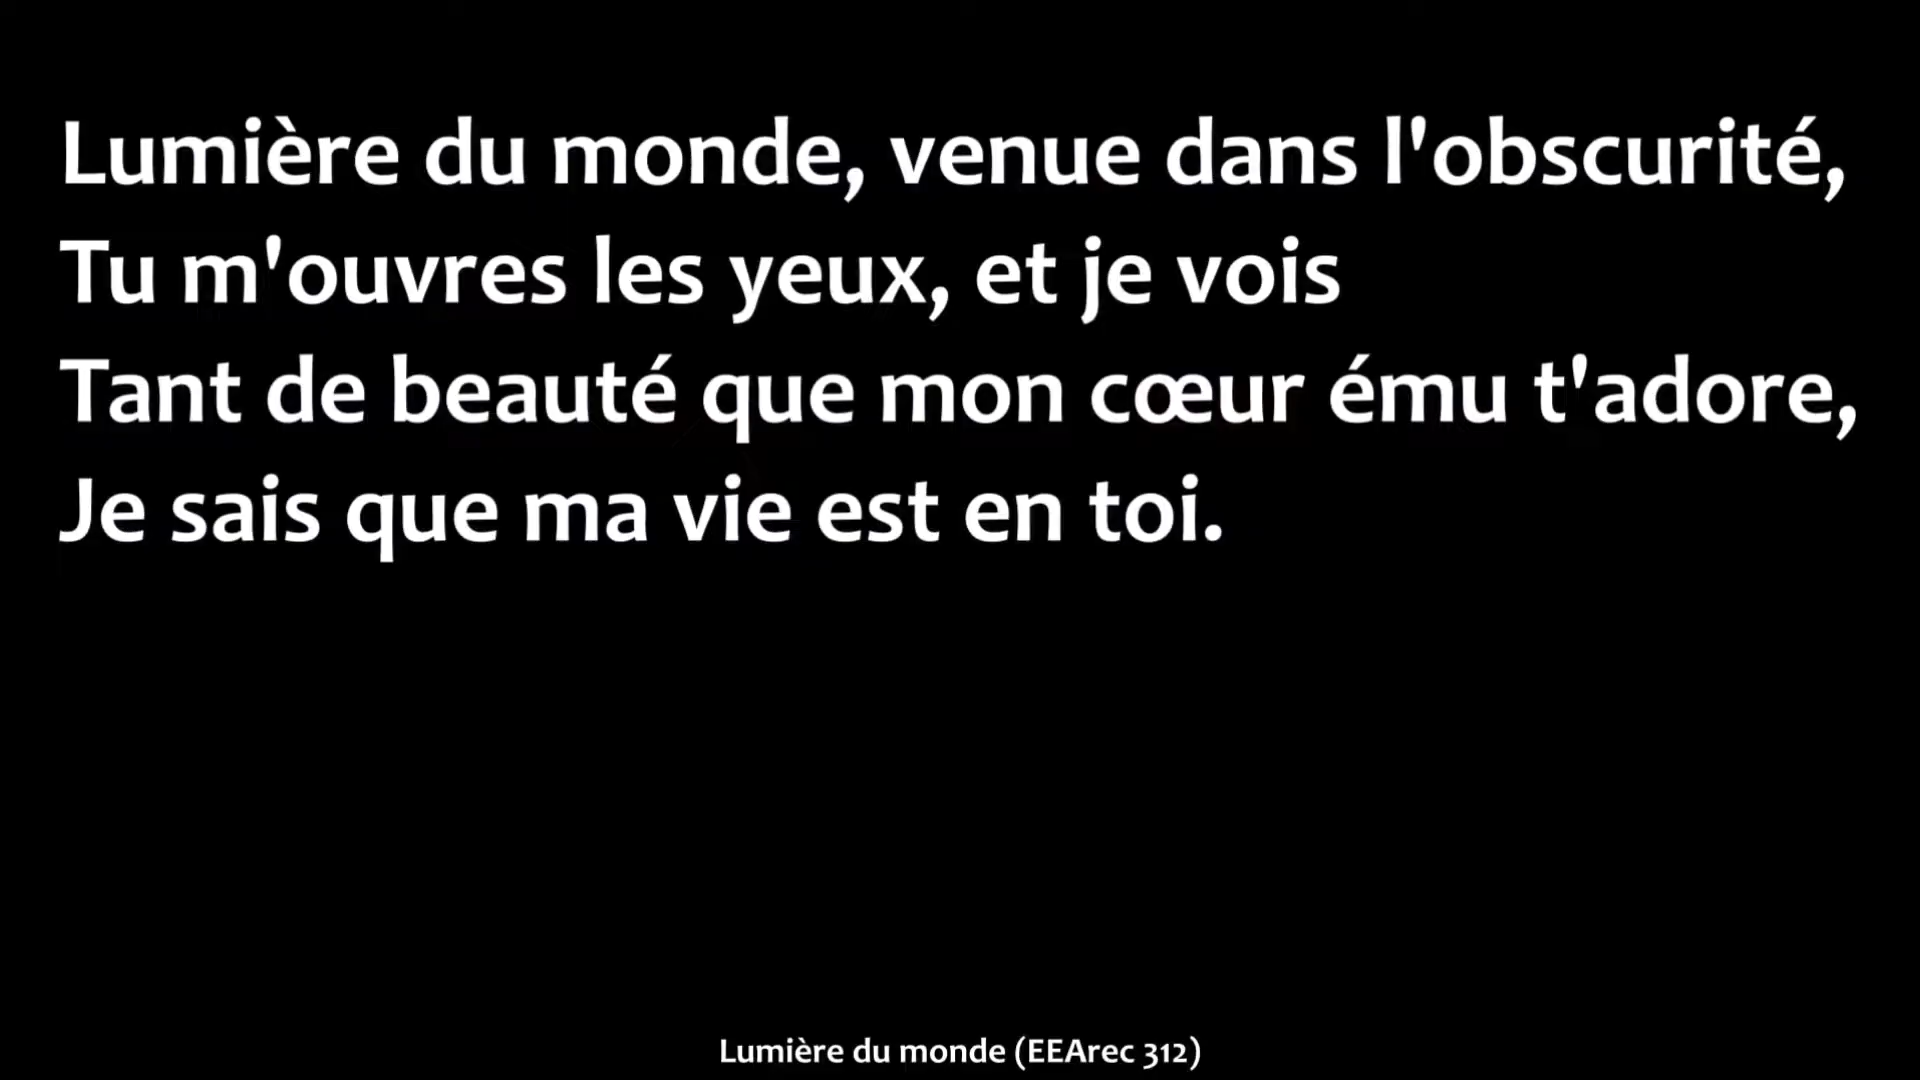 Lumière du monde, venue dans l'obscurité,
Tu m'ouvres les yeux, et je vois
Tant de beauté que mon cœur ému t'adore,
Je sais que ma vie est en toi.
Lumière du monde (EEArec 312)